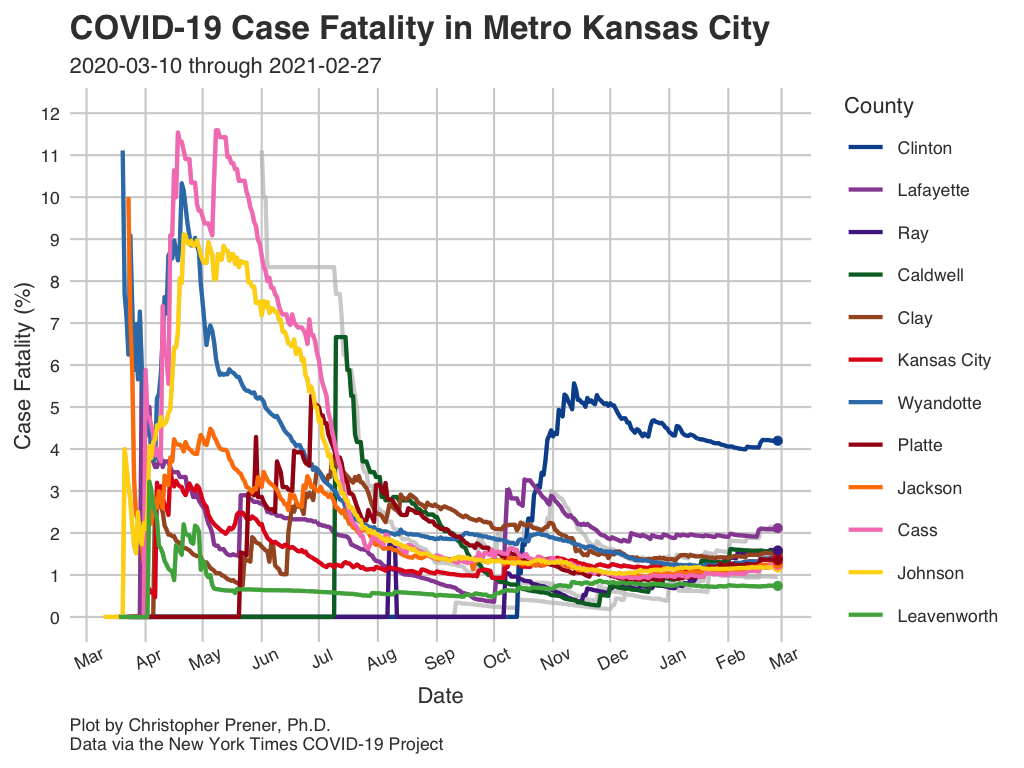 COVID-19 Case Fatality in Metro Kansas City
2020-03-10 through 2021-02-27
Case Fatality (%)
12
11
10
9
8
7
6
5
4
3
2
1
0
Mar Apr May Jun Jul Aug Sep Oct Nov Dec Jan Feb Mar
Date
County
Clinton
Lafayette
Ray
Caldwell
Clay
Kansas City
Wyandotte
Platte
Jackson
Cass
Johnson
Leavenworth
Plot by Christopher Prener, Ph.D.
Data via the New York Times COVID-19 Project